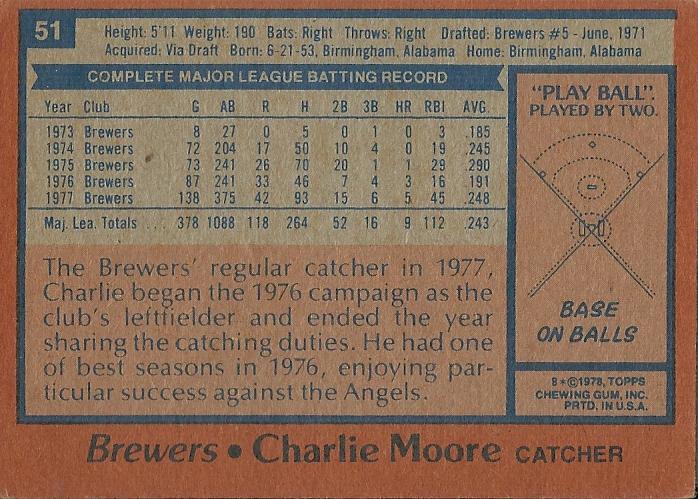 51
Height: 5'11 Weight: 190 Bats: Right Throws: Right Drafted: Brewers #5 - June, 1971
Acquired: Via Draft Born: 6-21-53, Birmingham, Alabama Home: Birmingham, Alabama
COMPLETE MAJOR LEAGUE BATTING RECORD
Year Club G AB R H 2B 3B HR RBI AVG.
1973 Brewers 8 27 0 5 0 1 0 3 .185
1974 Brewers 72 204 17 50 10 4 0 19 .245
1975 Brewers 73 241 26 70 20 1 1 29 .290
1976 Brewers 87 241 33 46 7 4 3 16 .191
1977 Brewers 138 375 42 93 15 6 5 45 .248
Maj. Lea. Totals ... 378 1088 118 264 52 16 9 112 .243
The Brewers' regular catcher in 1977,
Charlie began the 1976 campaign as the
club's leftfielder and ended the year
sharing the catching duties. He had one
of best seasons in 1976, enjoying par-
ticular success against the Angels.
"PLAY BALL".
PLAYED BY TWO.
BASE
ON BALLS
8*©1978, TOPPS
CHEWING GUM, INC.
PRTD. IN U.S.A.
Brewers • Charlie Moore CATCHER